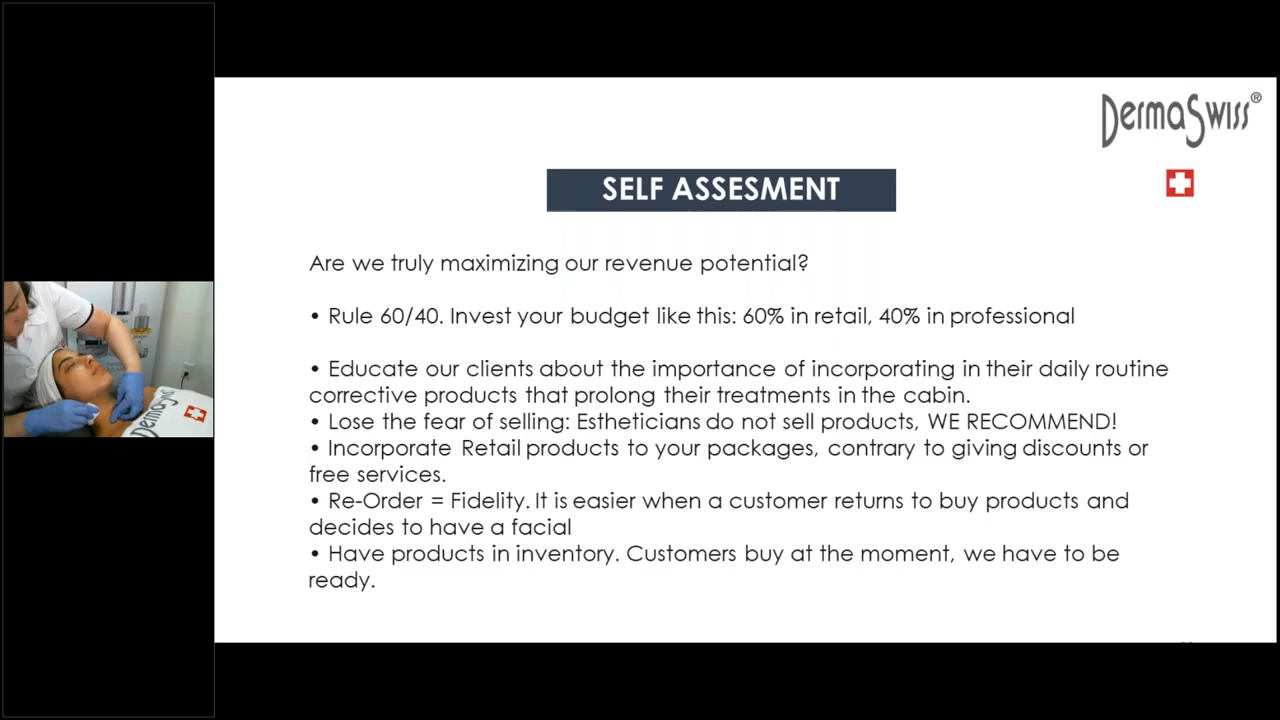 DermaSwiss®
SELF ASSESMENT
Are we truly maximizing our revenue potential?
• Rule 60/40. Invest your budget like this: 60% in retail, 40% in professional
• Educate our clients about the importance of incorporating in their daily routine
corrective products that prolong their treatments in the cabin.
• Lose the fear of selling: Estheticians do not sell products, WE RECOMMEND!
• Incorporate Retail products to your packages, contrary to giving discounts or
free services.
• Re-Order = Fidelity. It is easier when a customer returns to buy products and
decides to have a facial
• Have products in inventory. Customers buy at the moment, we have to be
ready.
DermaSwiss